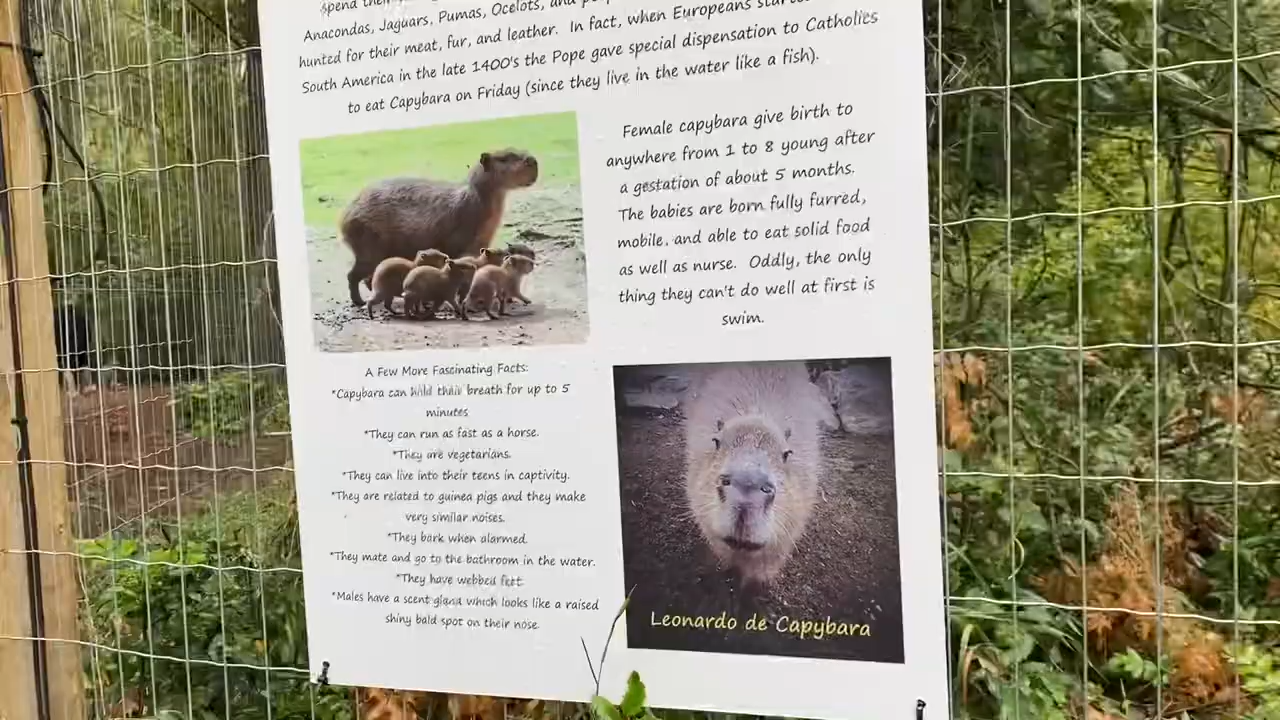 spend their
Anacondas, Jaguars, Pumas, Ocelots, and
hunted for their meat, fur, and leather. In fact, when Europeans
South America in the late 1400's the Pope gave special dispensation to Catholics
to eat Capybara on Friday (since they live in the water like a fish).
Female capybara give birth to
anywhere from 1 to 8 young after
a gestation of about 5 months.
The babies are born fully furred,
mobile, and able to eat solid food
as well as nurse. Oddly, the only
thing they can't do well at first is
swim.
A Few More Fascinating Facts:
*Capybara can hold their breath for up to 5
minutes
*They can run as fast as a horse.
*They are vegetarians.
*They can live into their teens in captivity.
*They are related to guinea pigs and they make
very similar noises.
*They bark when alarmed.
*They mate and go to the bathroom in the water.
*They have webbed feet
*Males have a scent gland which looks like a raised
shiny bald spot on their nose.
Leonardo de Capybara